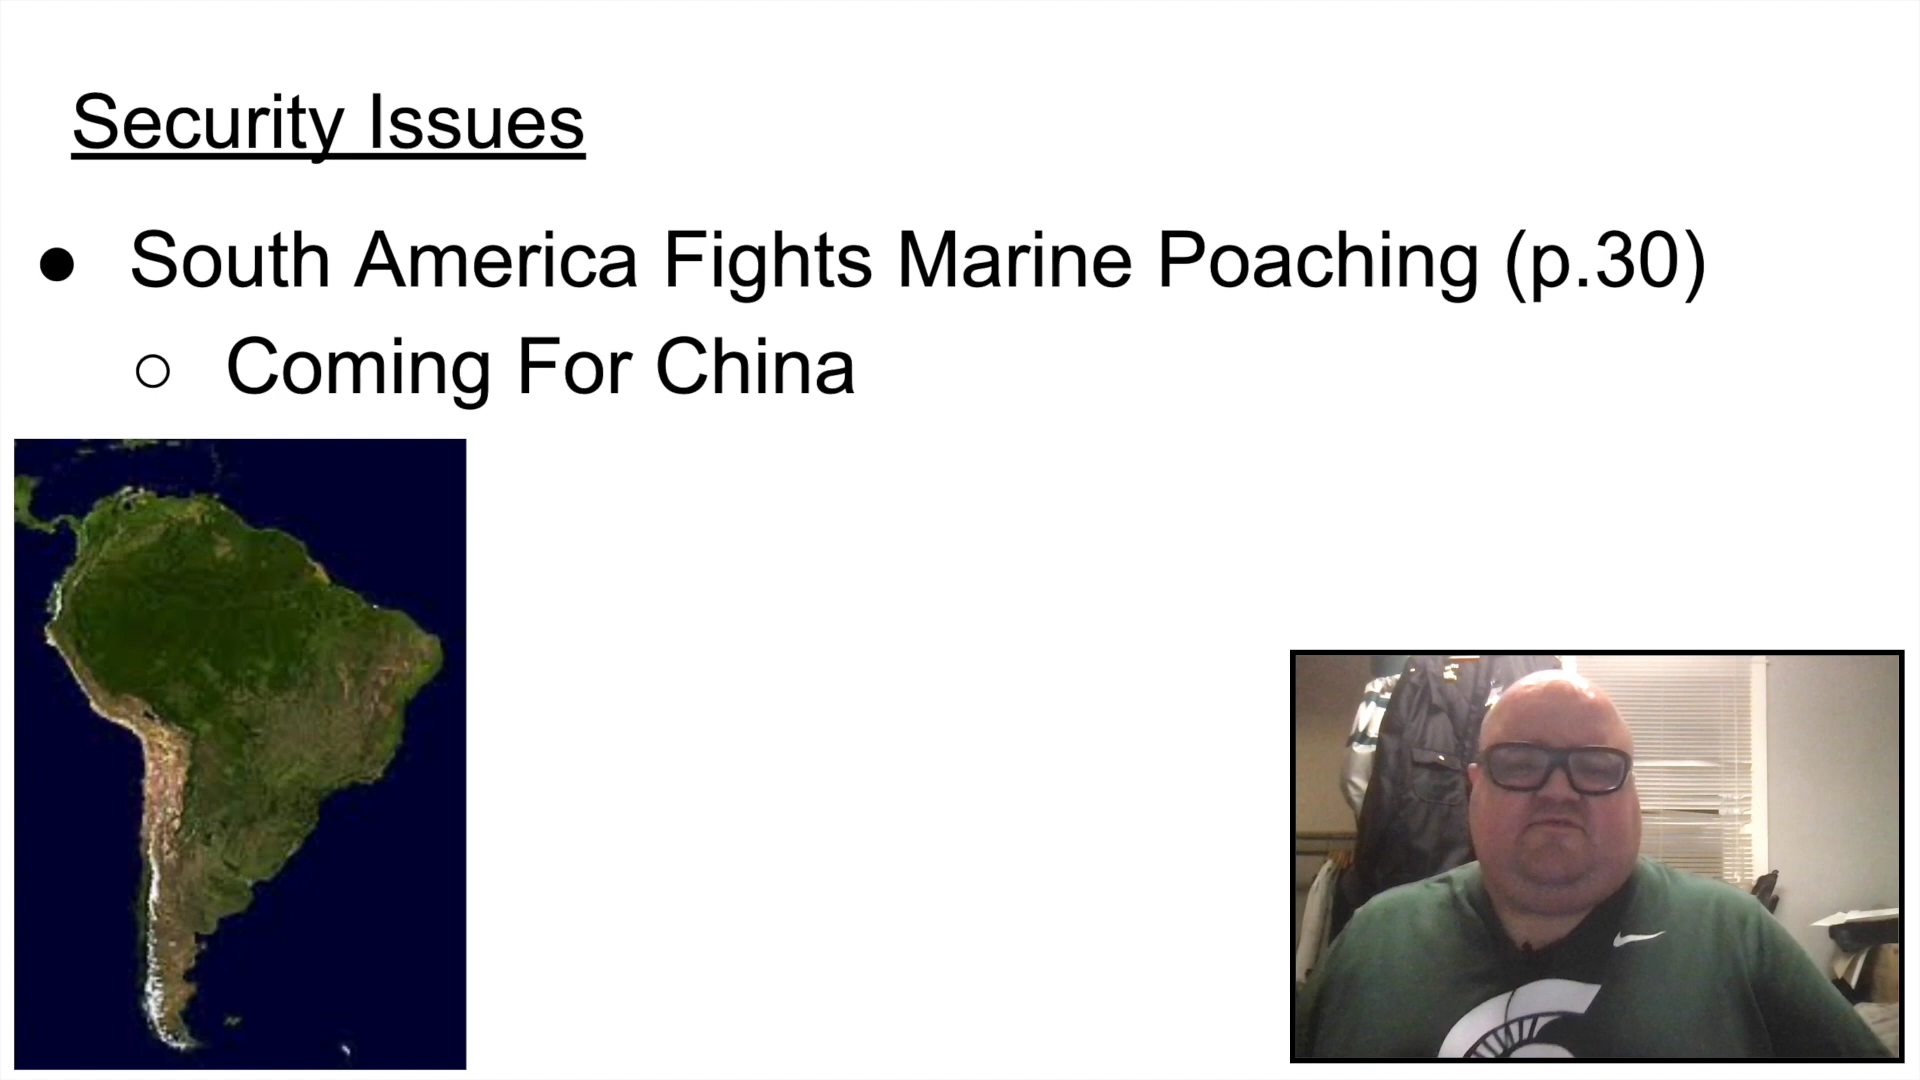 Security Issues
● South America Fights Marine Poaching (p.30)
○ Coming For China